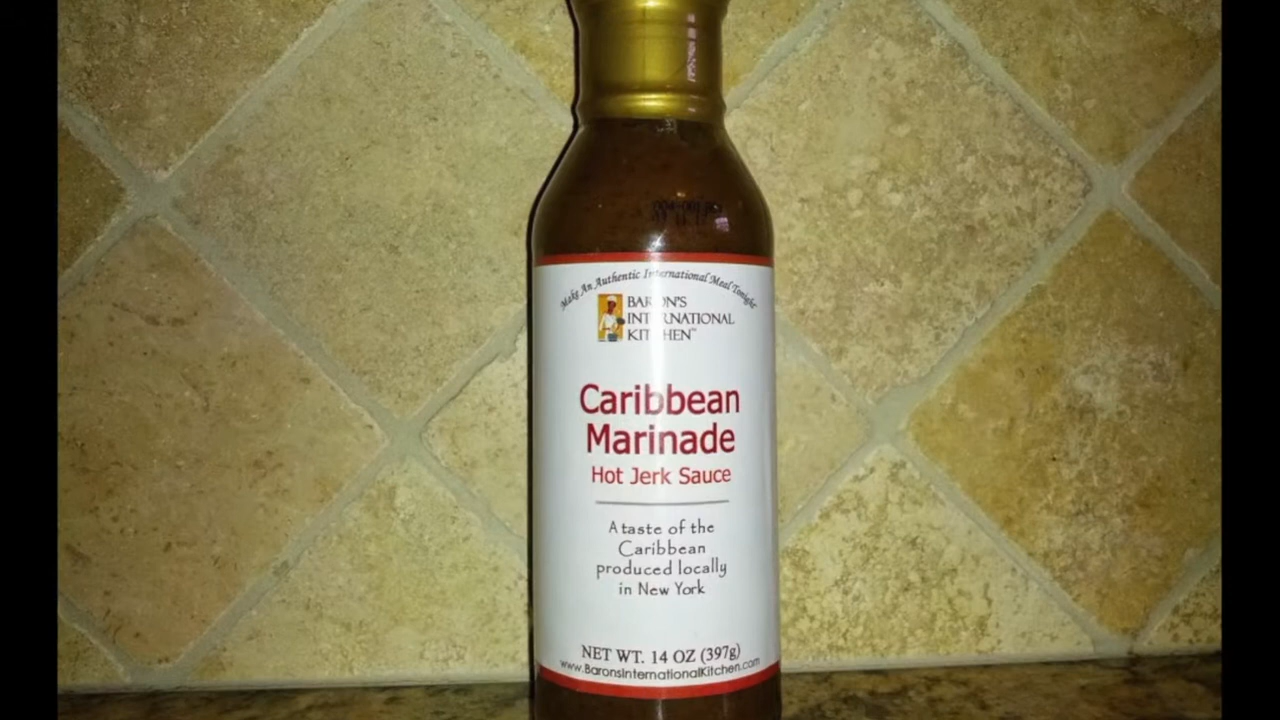 Make An Authentic International Meal Tonight
BARON'S
INTERNATIONAL
KITCHEN™
Caribbean
Marinade
Hot Jerk Sauce
A taste of the
Caribbean
produced locally
in New York
NET WT. 14 OZ (397g)
www.BaronsInternationalKitchen.com